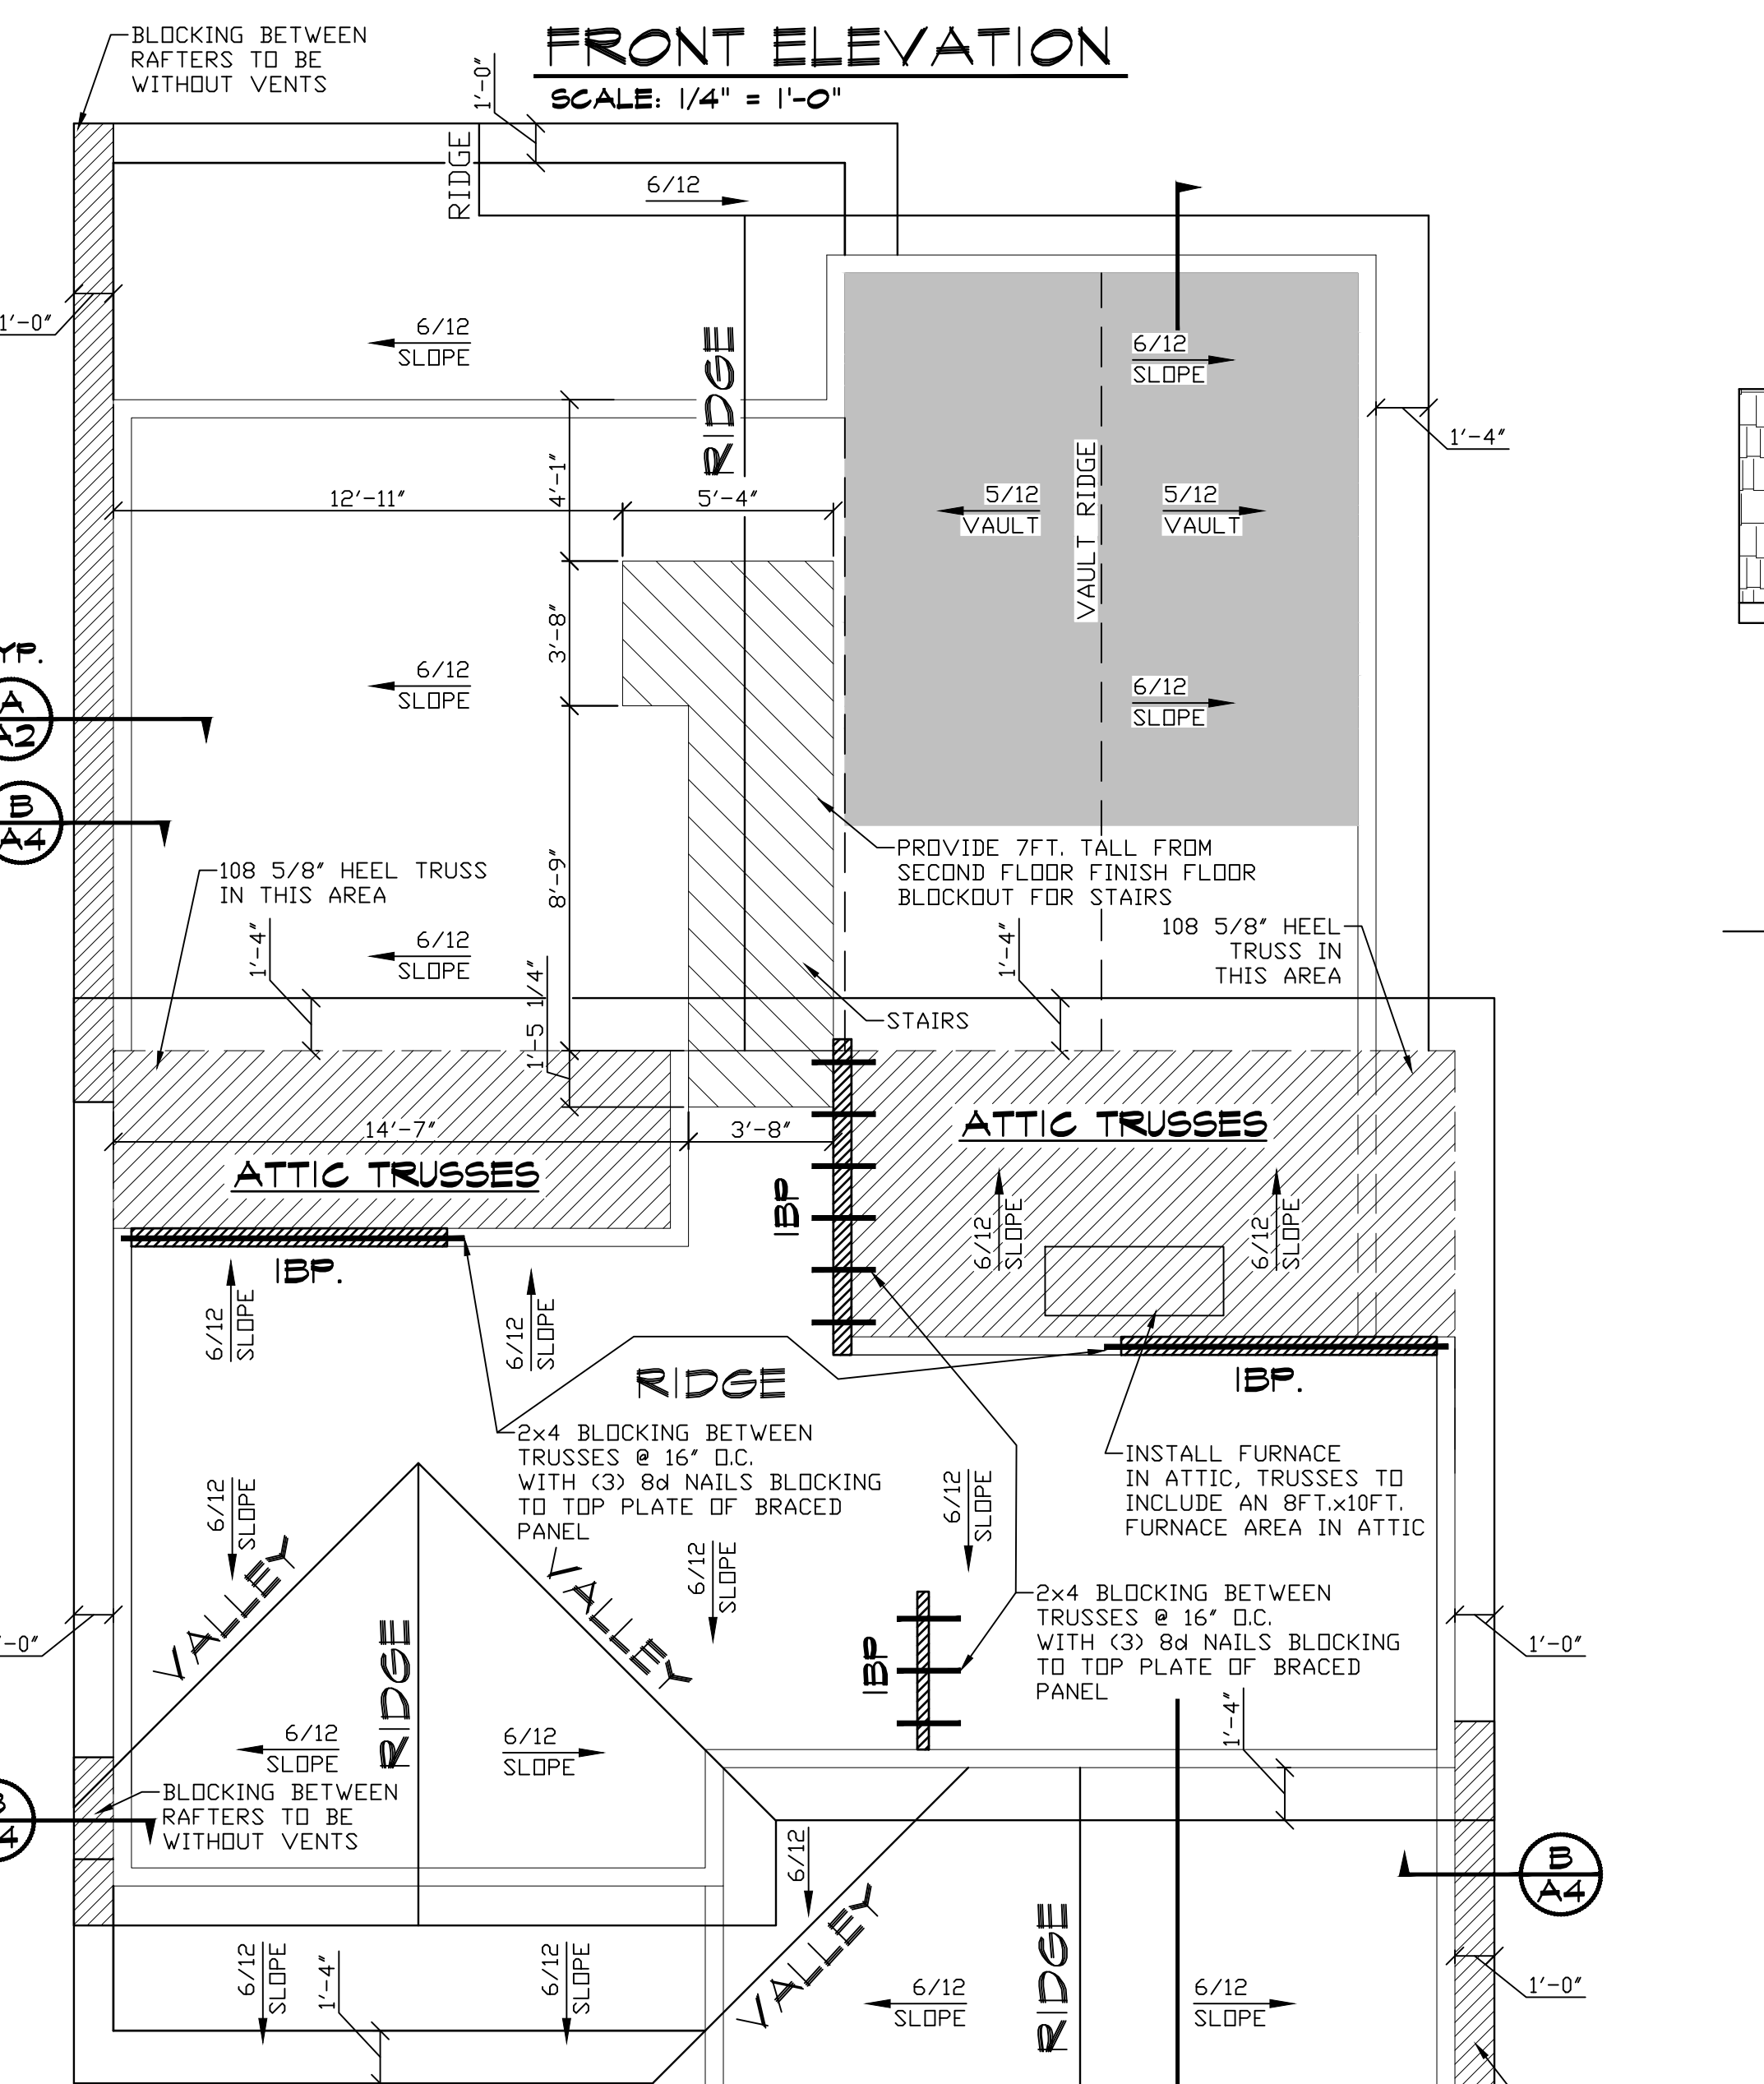 FRONT ELEVATION
SCALE: 1/4" = 1'-0"
BLOCKING BETWEEN
RAFTERS TO BE
WITHOUT VENTS
1'-0"
RIDGE
6/12
1'-0"
6/12
SLOPE
RIDGE
6/12
SLOPE
1'-4"
5/12
VAULT
VAULT RIDGE
5/12
VAULT
12'-11"
4'-1"
5'-4"
3'-8"
6/12
SLOPE
6/12
SLOPE
A
A2
B
A4
PROVIDE 7FT. TALL FROM
SECOND FLOOR FINISH FLOOR
BLOCKOUT FOR STAIRS
108 5/8" HEEL TRUSS
IN THIS AREA
8'-9"
1'-4"
6/12
SLOPE
1'-4"
108 5/8" HEEL
TRUSS IN
THIS AREA
1'-5 1/4"
STAIRS
14'-7"
3'-8"
ATTIC TRUSSES
ATTIC TRUSSES
IBP
6/12
SLOPE
6/12
SLOPE
IBP.
6/12
SLOPE
6/12
SLOPE
RIDGE
IBP.
2x4 BLOCKING BETWEEN
TRUSSES @ 16" O.C.
WITH (3) 8d NAILS BLOCKING
TO TOP PLATE OF BRACED
PANEL
INSTALL FURNACE
IN ATTIC, TRUSSES TO
INCLUDE AN 8FT.x10FT.
FURNACE AREA IN ATTIC
6/12
SLOPE
6/12
SLOPE
6/12
SLOPE
VALLEY
VALLEY
RIDGE
IBP
2x4 BLOCKING BETWEEN
TRUSSES @ 16" O.C.
WITH (3) 8d NAILS BLOCKING
TO TOP PLATE OF BRACED
PANEL
1'-0"
1'-4"
6/12
SLOPE
6/12
SLOPE
BLOCKING BETWEEN
RAFTERS TO BE
WITHOUT VENTS
6/12
VALLEY
B
A4
RIDGE
6/12
SLOPE
1'-4"
6/12
SLOPE
6/12
SLOPE
6/12
SLOPE
1'-0"